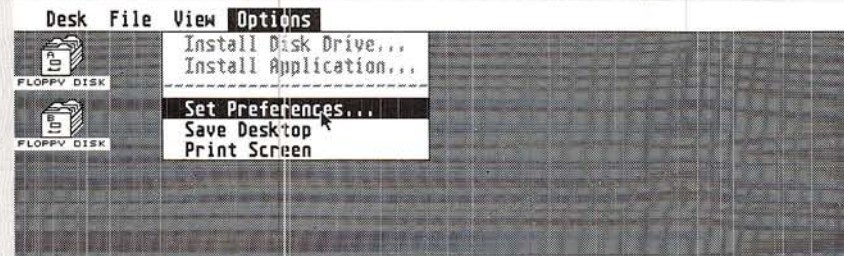 Desk File View Options
Install Disk Drive...
Install Application...
A
FLOPPY DISK
Set Preferences...
Save Desktop
Print Screen
B
FLOPPY DISK